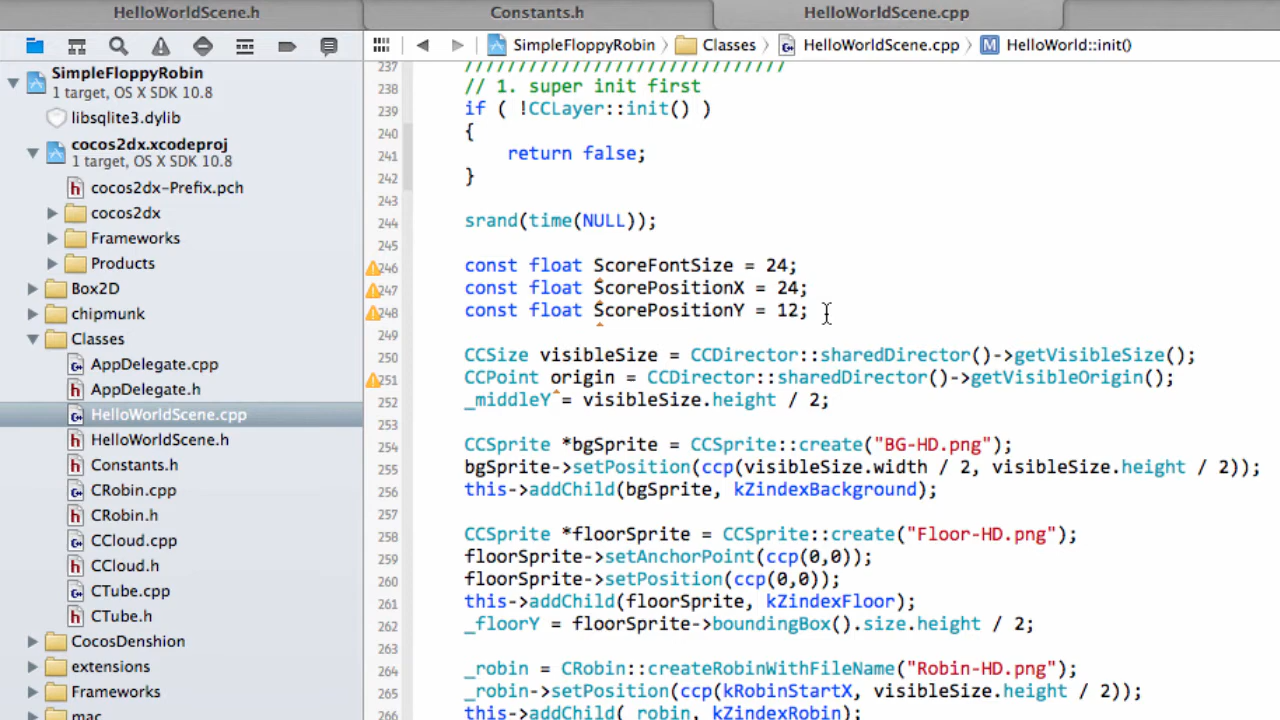 HelloWorldScene.h
Constants.h
HelloWorldScene.cpp
SimpleFloppyRobin
Classes
HelloWorldScene.cpp
HelloWorld::init()
SimpleFloppyRobin
1 target, OS X SDK 10.8
libsqlite3.dylib
cocos2dx.xcodeproj
1 target, OS X SDK 10.8
cocos2dx-Prefix.pch
cocos2dx
Frameworks
Products
Box2D
chipmunk
Classes
AppDelegate.cpp
AppDelegate.h
HelloWorldScene.cpp
HelloWorldScene.h
Constants.h
CRobin.cpp
CRobin.h
CCloud.cpp
CCloud.h
CTube.cpp
CTube.h
CocosDenshion
extensions
Frameworks
mac
237 //////////////////////////////
238 // 1. super init first
239 if ( !CCLayer::init() )
240 {
241 return false;
242 }
243
244 srand(time(NULL));
245
246 const float ScoreFontSize = 24;
247 const float ScorePositionX = 24;
248 const float ScorePositionY = 12;
249
250 CCSize visibleSize = CCDirector::sharedDirector()->getVisibleSize();
251 CCPoint origin = CCDirector::sharedDirector()->getVisibleOrigin();
252 _middleY = visibleSize.height / 2;
253
254 CCSprite *bgSprite = CCSprite::create("BG-HD.png");
255 bgSprite->setPosition(ccp(visibleSize.width / 2, visibleSize.height / 2));
256 this->addChild(bgSprite, kZindexBackground);
257
258 CCSprite *floorSprite = CCSprite::create("Floor-HD.png");
259 floorSprite->setAnchorPoint(ccp(0,0));
260 floorSprite->setPosition(ccp(0,0));
261 this->addChild(floorSprite, kZindexFloor);
262 _floorY = floorSprite->boundingBox().size.height / 2;
263
264 _robin = CRobin::createRobinWithFileName("Robin-HD.png");
265 _robin->setPosition(ccp(kRobinStartX, visibleSize.height / 2));
266 this->addChild(_robin, kZindexRobin);